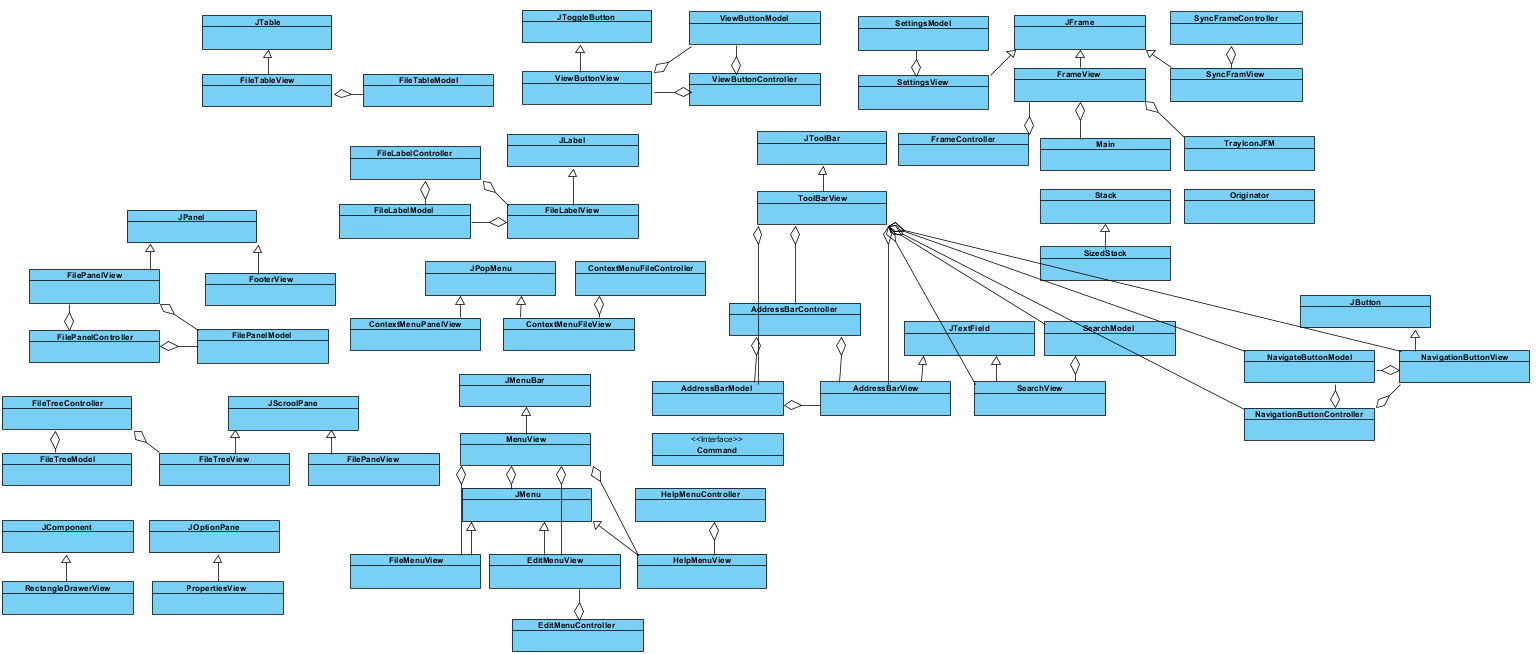 JTable
FileTableView
FileTableModel
JToggleButton
ViewButtonModel
ViewButtonView
ViewButtonController
SettingsModel
SettingsView
JFrame
FrameView
SyncFrameController
SyncFramView
FrameController
Main
TrayIconJFM
Stack
Originator
SizedStack
FileLabelController
JLabel
FileLabelModel
FileLabelView
JToolBar
ToolBarView
JPanel
FilePanelView
FooterView
FilePanelController
FilePanelModel
JPopMenu
ContextMenuFileController
ContextMenuPanelView
ContextMenuFileView
AddressBarController
JTextField
SearchModel
AddressBarModel
AddressBarView
SearchView
JButton
NavigateButtonModel
NavigationButtonView
NavigationButtonController
FileTreeController
JScroolPane
FileTreeModel
FileTreeView
FilePaneView
JMenuBar
MenuView
<<Interface>>
Command
JMenu
HelpMenuController
FileMenuView
EditMenuView
HelpMenuView
EditMenuController
JComponent
JOptionPane
RectangleDrawerView
PropertiesView